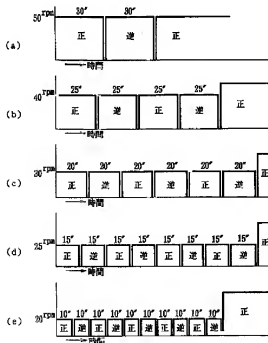 50 rpm 30" 30"
(a) 正 逆 正
時間
40 rpm 25" 25" 25" 25"
(b) 正 逆 正 逆 正
時間
30 rpm 20" 20" 20" 20" 20" 20"
(c) 正 逆 正 逆 正 逆 正
時間
25 rpm 15" 15" 15" 15" 15" 15" 15" 15"
(d) 正 逆 正 逆 正 逆 正 逆 正
時間
20 rpm 10" 10" 10" 10" 10" 10" 10" 10" 10" 10"
(e) 正 逆 正 逆 正 逆 正 逆 正 逆 正
時間